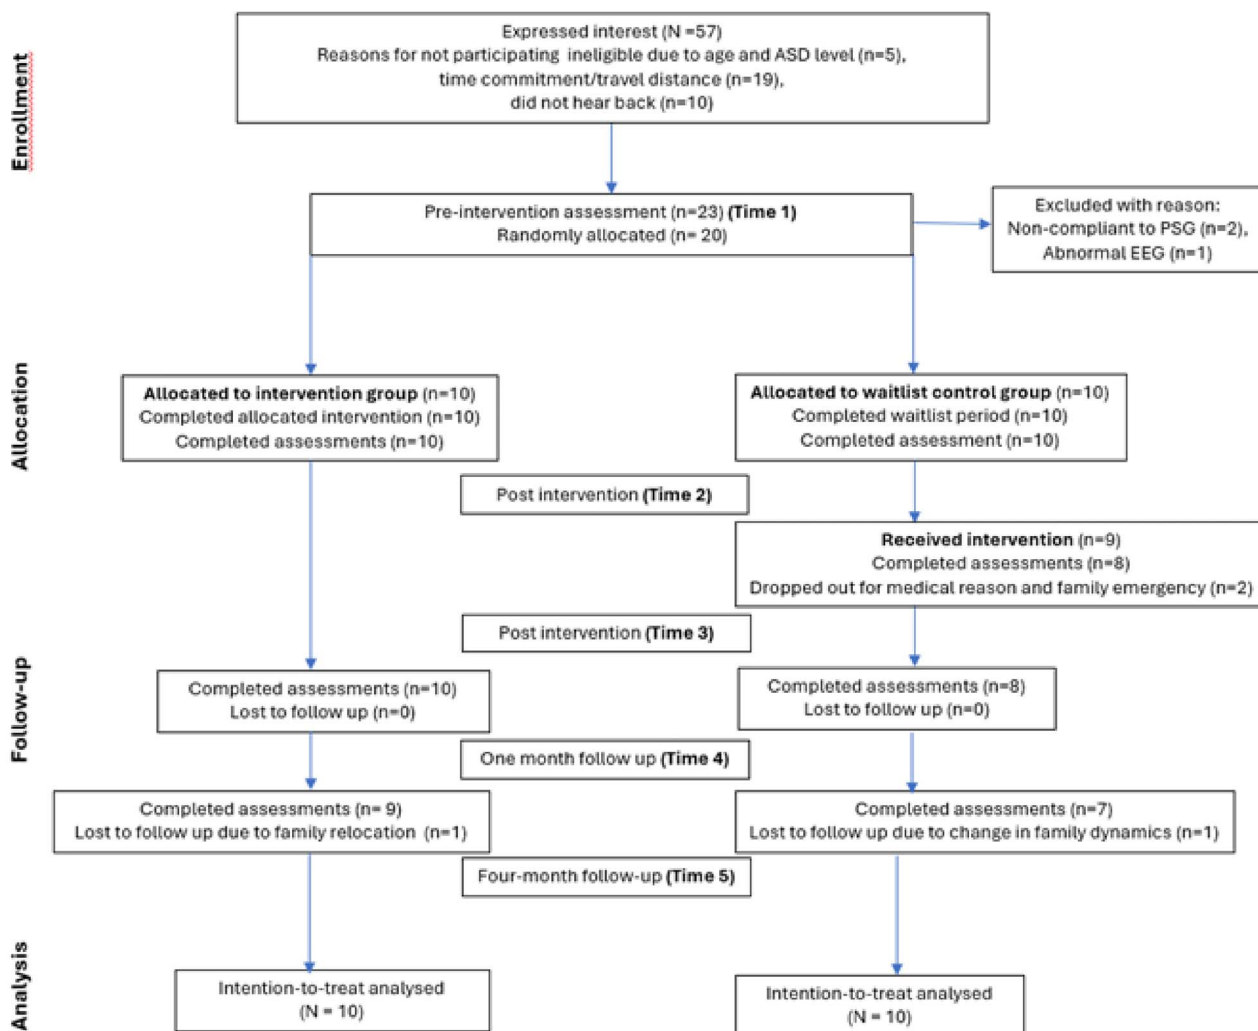 Enrollment
Expressed interest (N =57)
Reasons for not participating ineligible due to age and ASD level (n=5),
time commitment/travel distance (n=19),
did not hear back (n=10)
Pre-intervention assessment (n=23) (Time 1)
Randomly allocated (n= 20)
Excluded with reason:
Non-compliant to PSG (n=2),
Abnormal EEG (n=1)
Allocation
Allocated to intervention group (n=10)
Completed allocated intervention (n=10)
Completed assessments (n=10)
Allocated to waitlist control group (n=10)
Completed waitlist period (n=10)
Completed assessment (n=10)
Post intervention (Time 2)
Received intervention (n=9)
Completed assessments (n=8)
Dropped out for medical reason and family emergency (n=2)
Post intervention (Time 3)
Follow-up
Completed assessments (n=10)
Lost to follow up (n=0)
Completed assessments (n=8)
Lost to follow up (n=0)
One month follow up (Time 4)
Completed assessments (n= 9)
Lost to follow up due to family relocation (n=1)
Completed assessments (n=7)
Lost to follow up due to change in family dynamics (n=1)
Four-month follow-up (Time 5)
Analysis
Intention-to-treat analysed
(N = 10)
Intention-to-treat analysed
(N = 10)